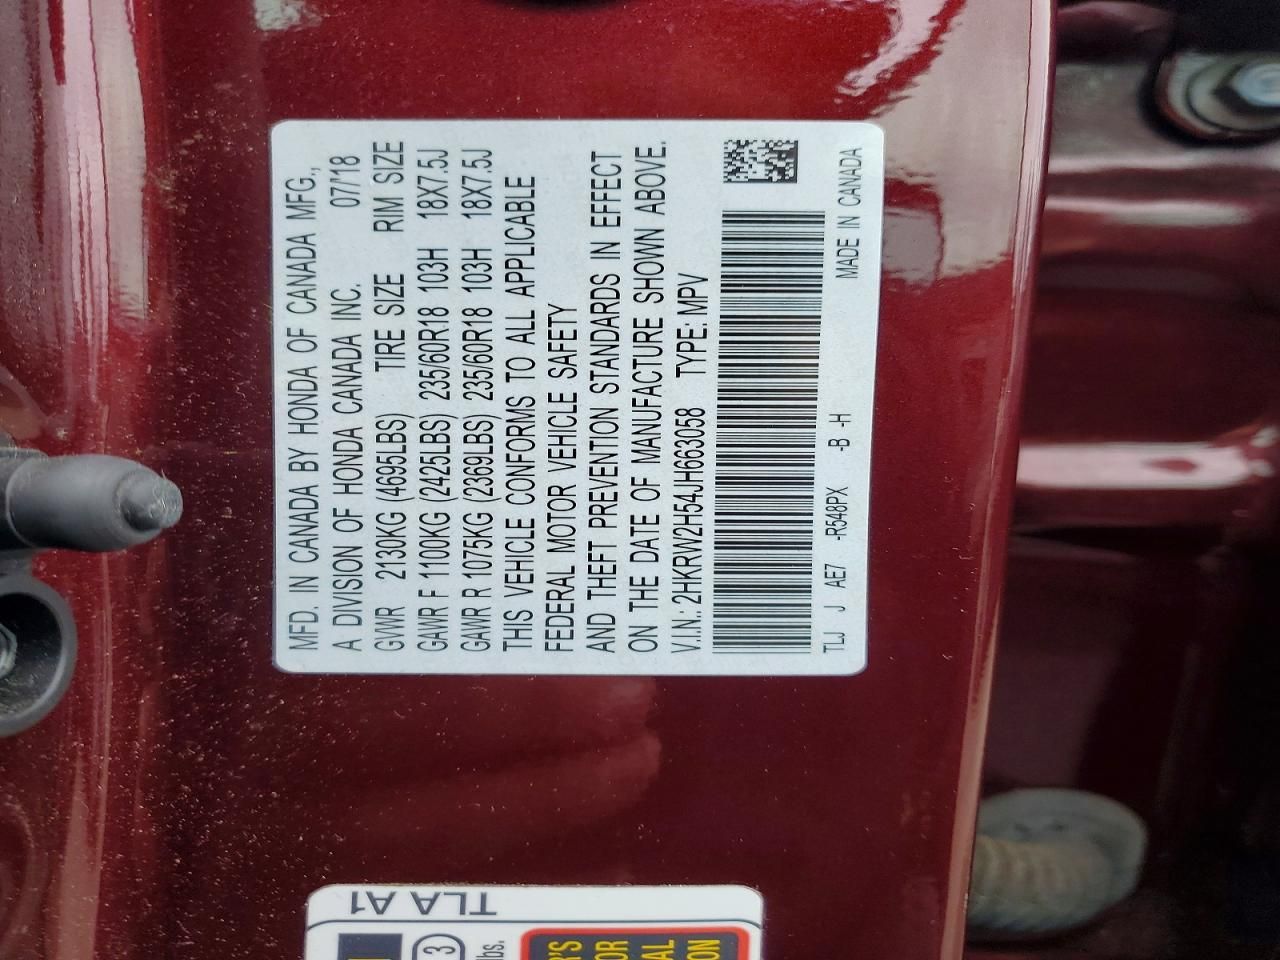 MFD. IN CANADA BY HONDA OF CANADA MFG.,
A DIVISION OF HONDA CANADA INC. 07/18
GVWR 2130KG (4695LBS) TIRE SIZE RIM SIZE
GAWR F 1100KG (2425LBS) 235/60R18 103H 18X7.5J
GAWR R 1075KG (2369LBS) 235/60R18 103H 18X7.5J
THIS VEHICLE CONFORMS TO ALL APPLICABLE
FEDERAL MOTOR VEHICLE SAFETY
AND THEFT PREVENTION STANDARDS IN EFFECT
ON THE DATE OF MANUFACTURE SHOWN ABOVE.
V.I.N.: 2HKRW2H54JH663058 TYPE: MPV
TLJ J AE7 -R548PX -B -H MADE IN CANADA
TLA A1
3
lbs.